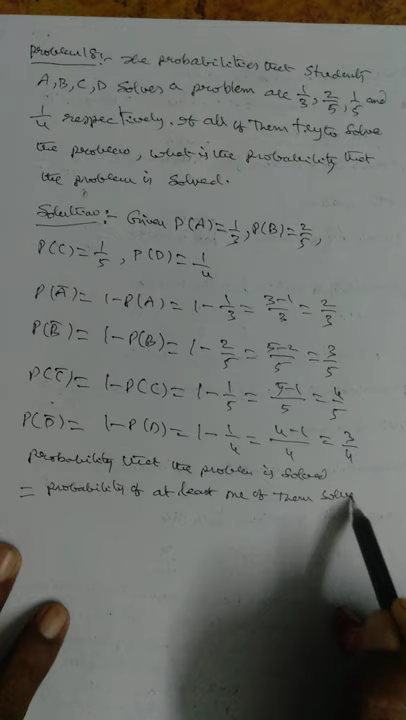 Problem 18:- The probabilities that students
A, B, C, D solves a problem are 1/3, 2/5, 1/5 and
1/4 respectively. If all of them try to solve
the problem, what is the probability that
the problem is solved.
Solution:- Given P(A)=1/3, P(B)=2/5,
P(C)=1/5, P(D)=1/4
P(A̅)= 1-P(A) = 1-1/3 = 3-1/3 = 2/3
P(B̅)= 1-P(B)= 1-2/5 = 5-2/5 = 3/5
P(C̅)= 1-P(C)= 1-1/5 = 5-1/5 = 4/5
P(D̅)= 1-P(D)= 1-1/4 = 4-1/4 = 3/4
probability that the problem is solved
= probability of at least one of them solve